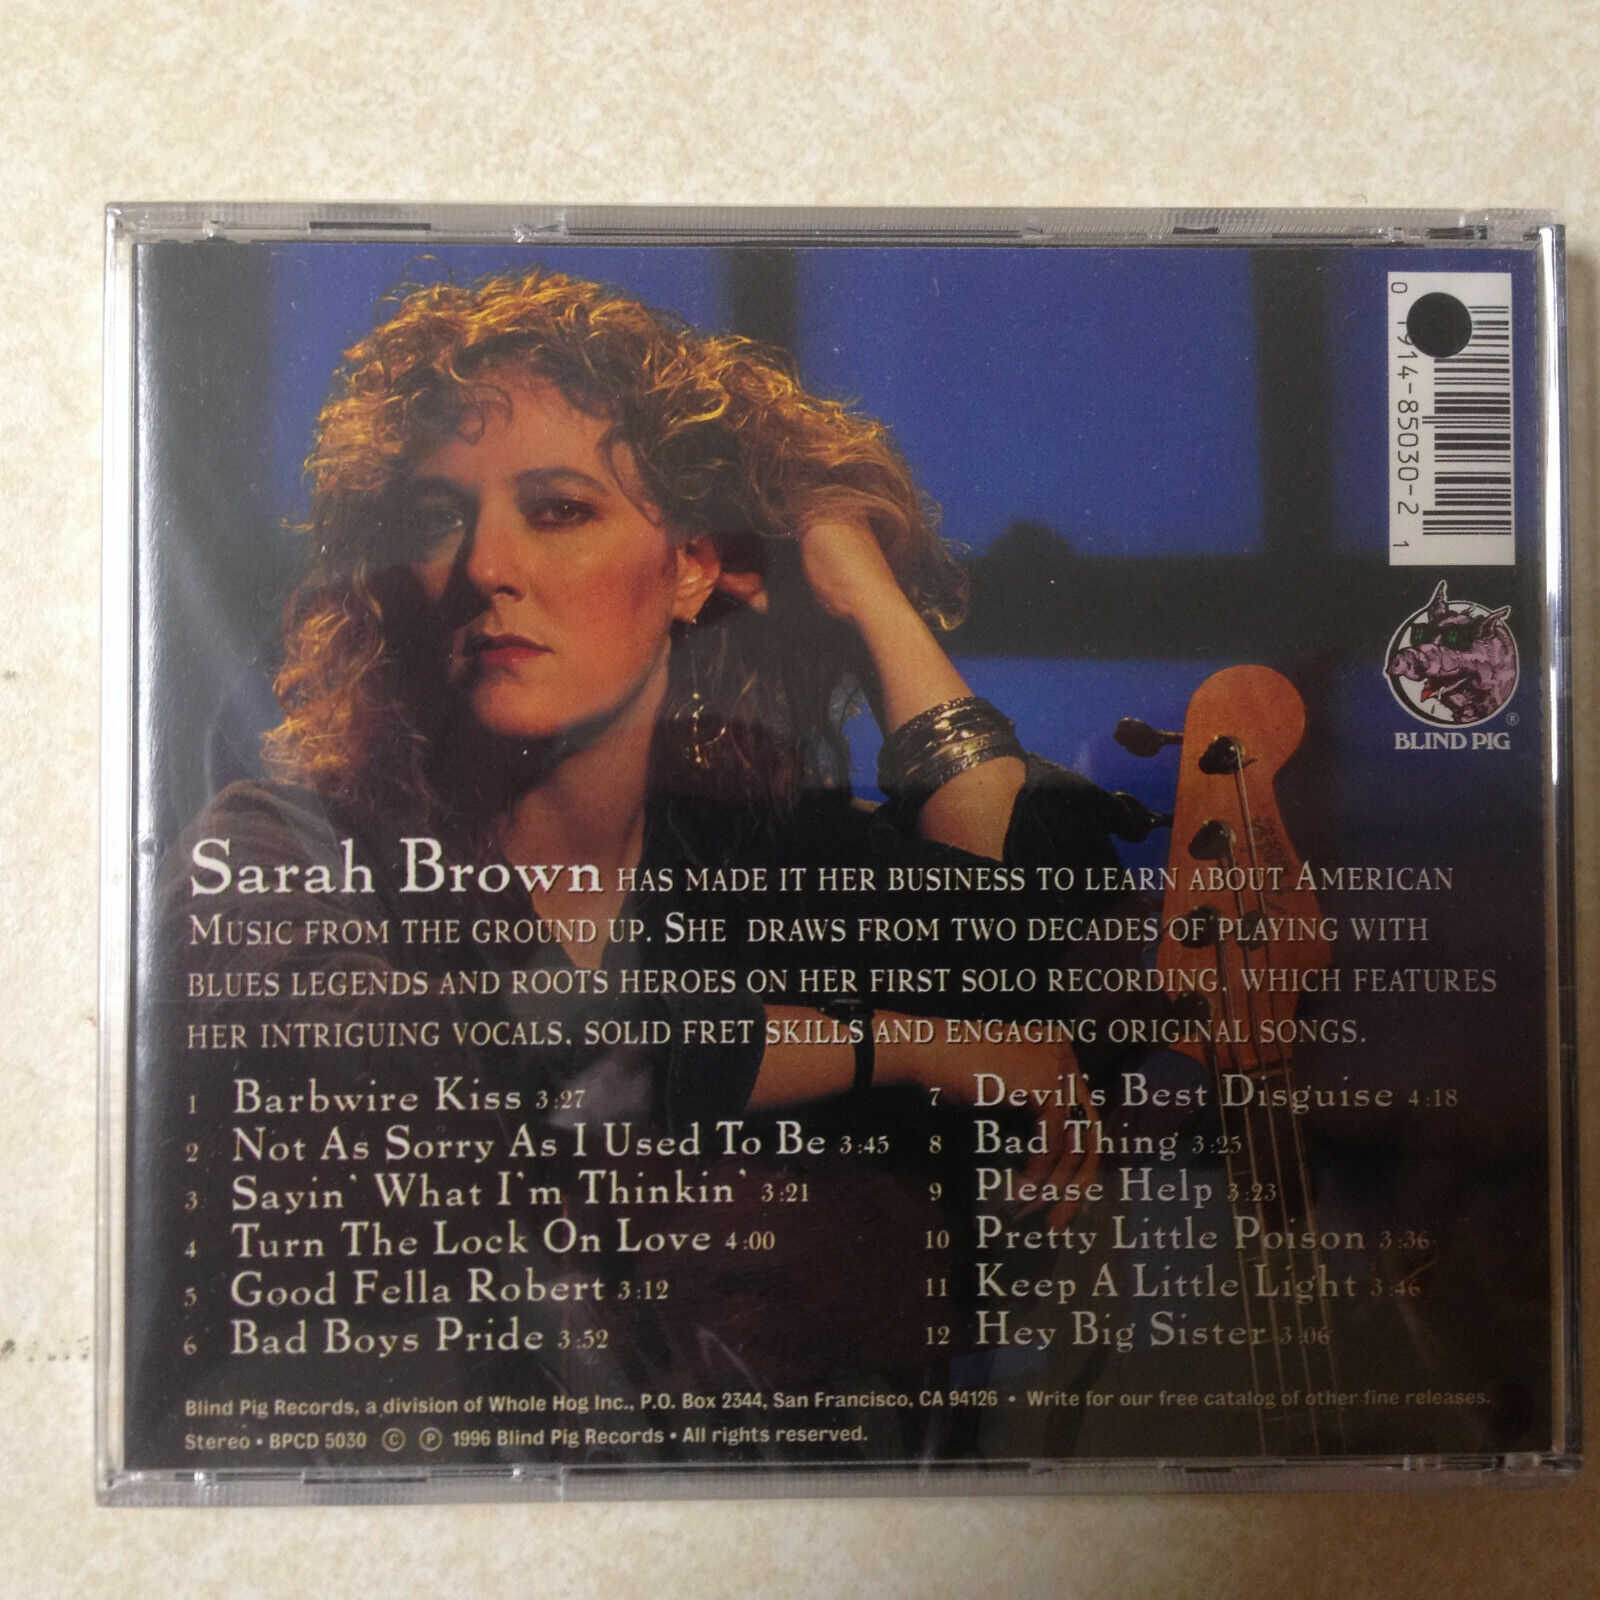 0 1914-85030-2 1
®
BLIND PIG
Sarah Brown HAS MADE IT HER BUSINESS TO LEARN ABOUT AMERICAN
MUSIC FROM THE GROUND UP. SHE DRAWS FROM TWO DECADES OF PLAYING WITH
BLUES LEGENDS AND ROOTS HEROES ON HER FIRST SOLO RECORDING, WHICH FEATURES
HER INTRIGUING VOCALS, SOLID FRET SKILLS AND ENGAGING ORIGINAL SONGS.
1 Barbwire Kiss 3:27
2 Not As Sorry As I Used To Be 3:45
3 Sayin' What I'm Thinkin' 3:21
4 Turn The Lock On Love 4:00
5 Good Fella Robert 3:12
6 Bad Boys Pride 3:52
7 Devil's Best Disguise 4:18
8 Bad Thing 3:25
9 Please Help 3:23
10 Pretty Little Poison 3:36
11 Keep A Little Light 3:46
12 Hey Big Sister 3:06
Blind Pig Records, a division of Whole Hog Inc., P.O. Box 2344, San Francisco, CA 94126 • Write for our free catalog of other fine releases.
Stereo • BPCD 5030 © ℗ 1996 Blind Pig Records • All rights reserved.